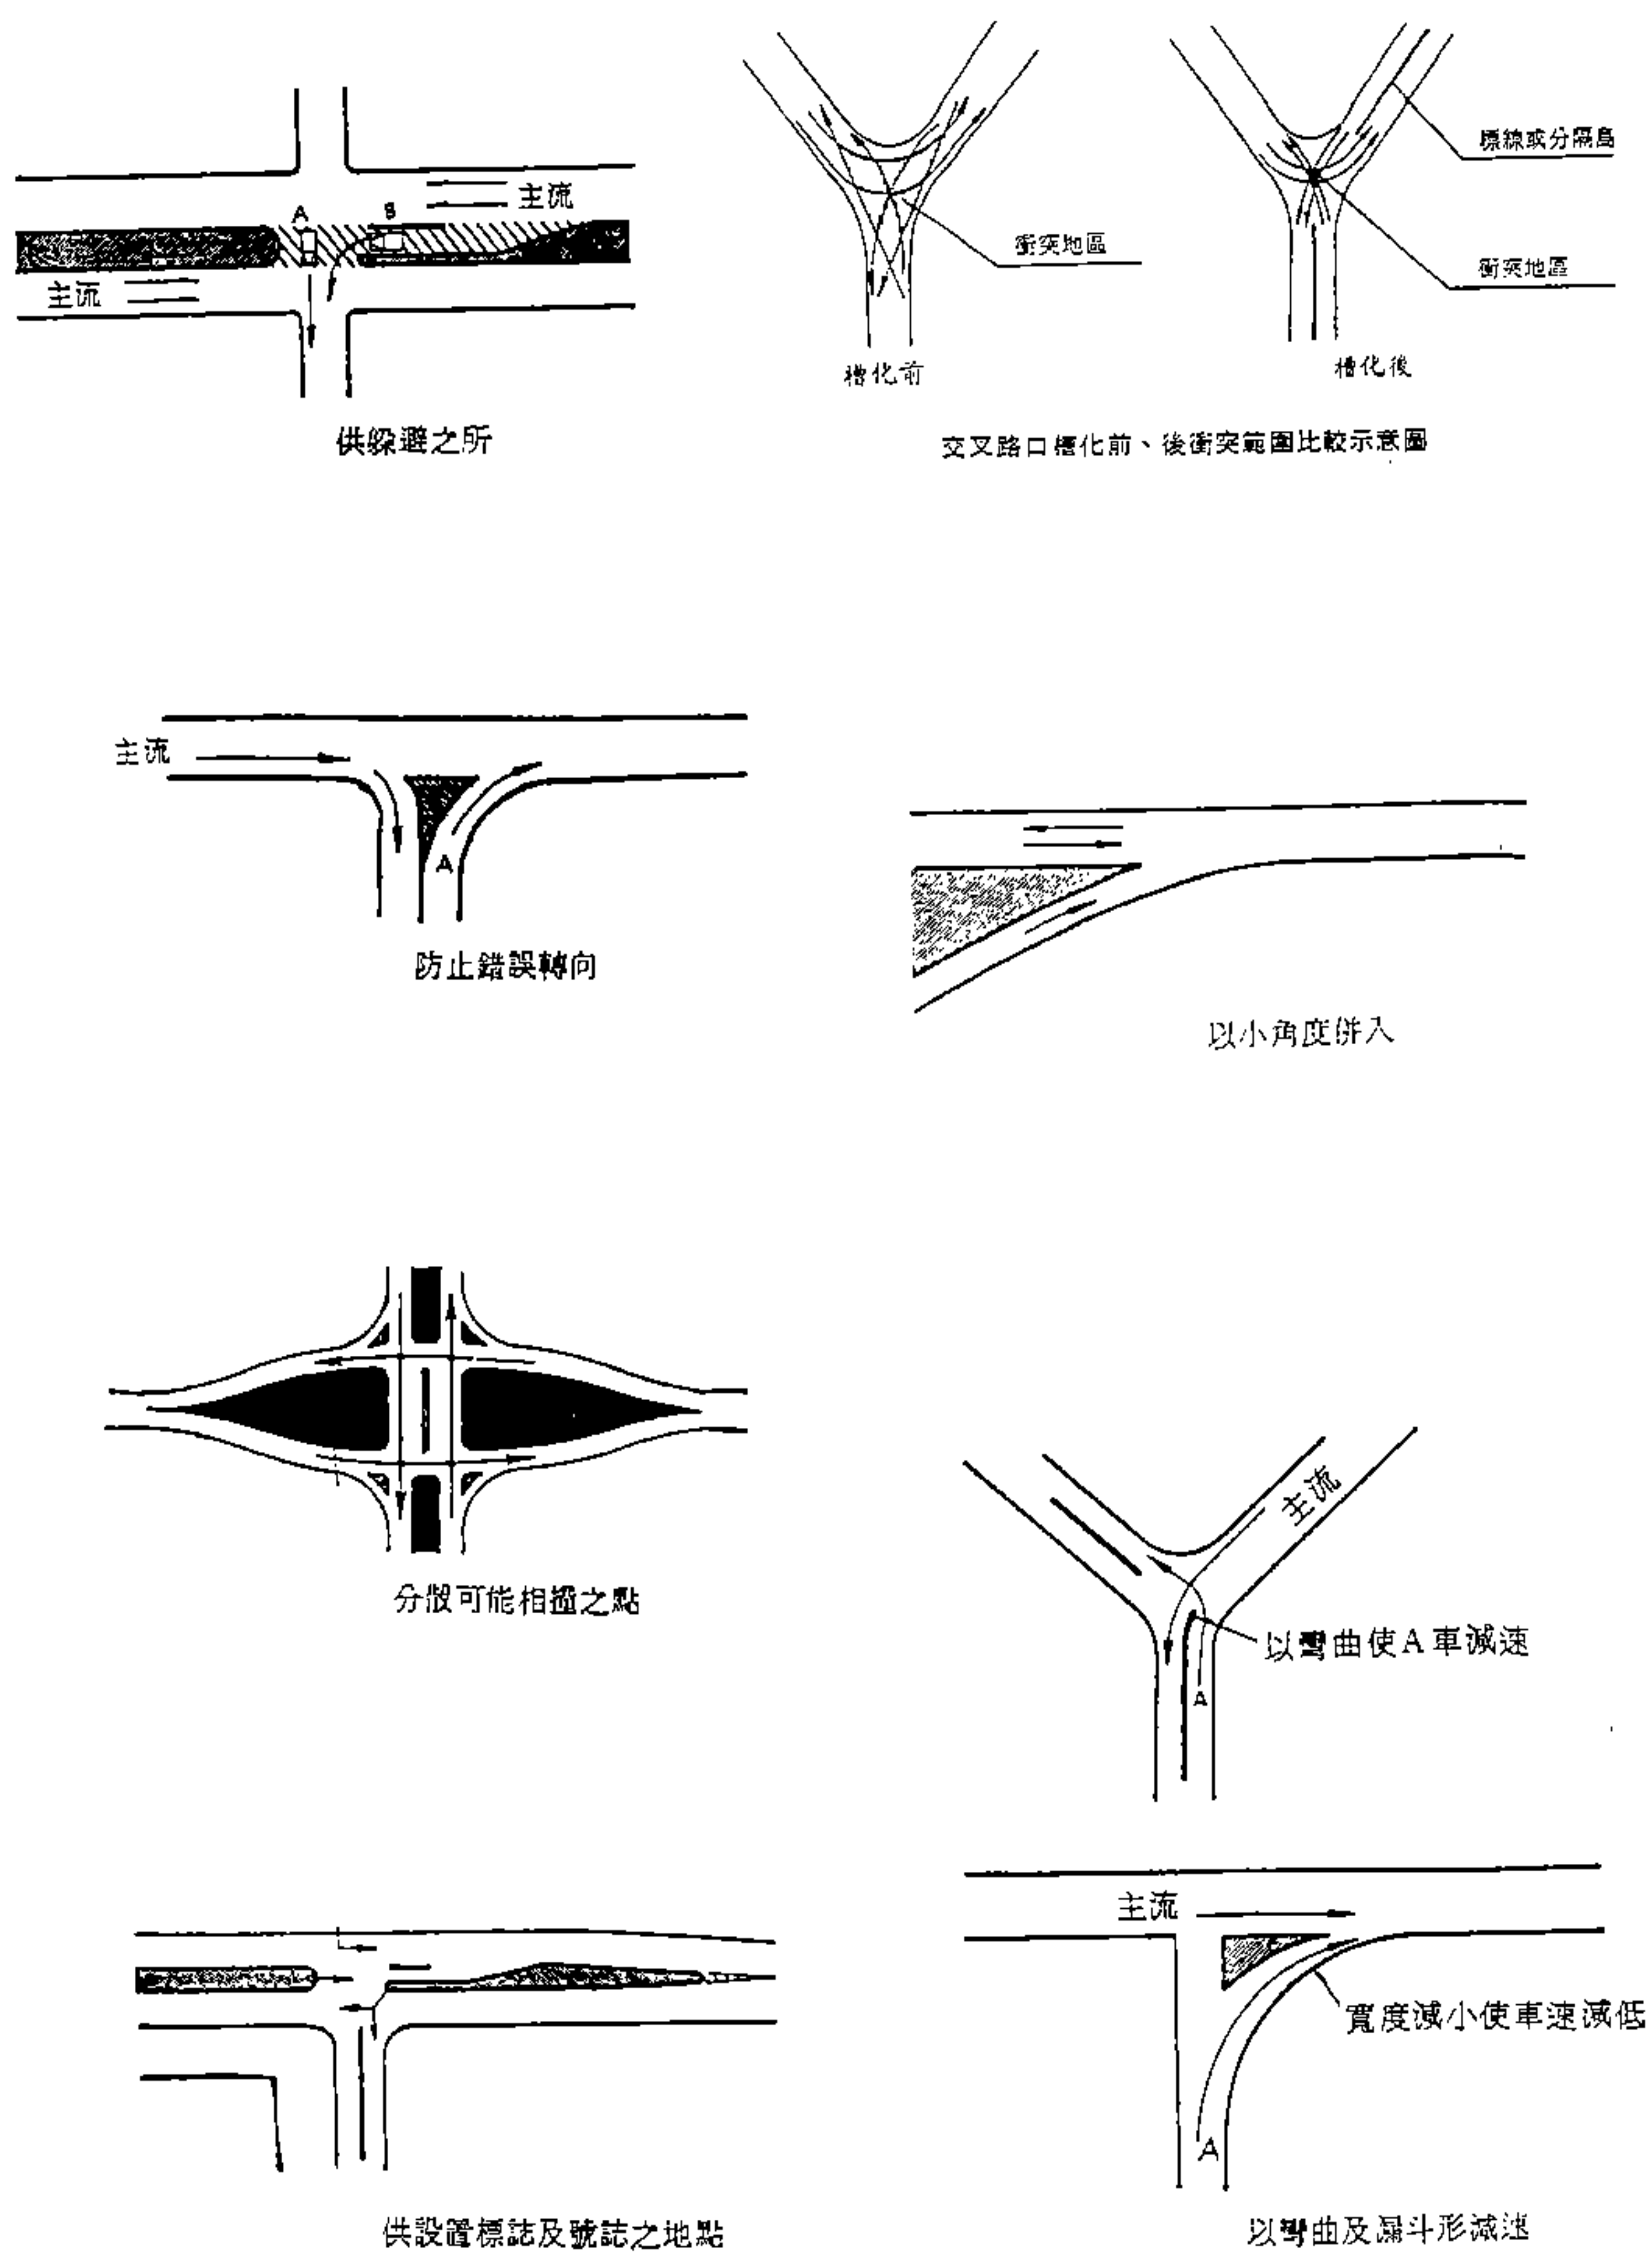 主流
A
B
主流
供躱避之所
標線或分隔島
衝突地區
衝突地區
槽化前
槽化後
交叉路口槽化前、後衝突範圍比較示意圖
主流
A
防止錯誤轉向
以小角度併入
分散可能相撞之點
主流
以彎曲使A車減速
A
主流
寬度減小使車速減低
A
供設置標誌及號誌之地點
以彎曲及漏斗形減速